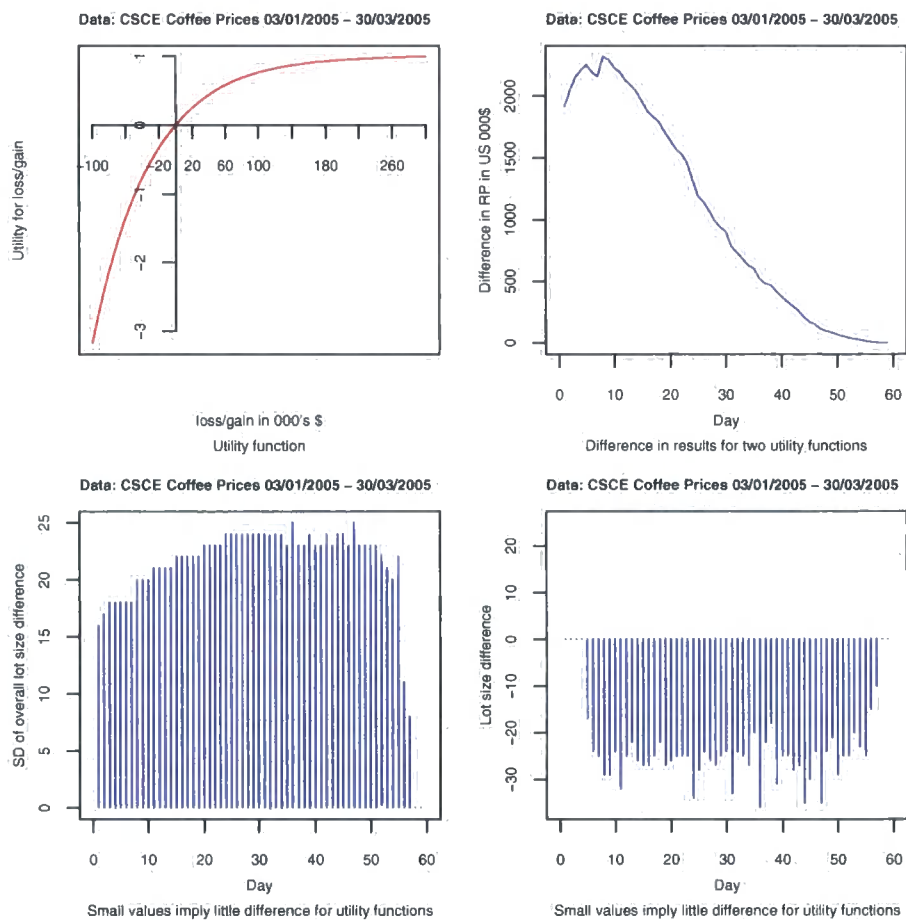 Data: CSCE Coffee Prices 03/01/2005 – 30/03/2005
Utility for loss/gain
1
0
-1
-2
-3
-100
-20
20
60
100
180
260
loss/gain in 000's $
Utility function
Data: CSCE Coffee Prices 03/01/2005 – 30/03/2005
Difference in RP in US 000$
2000
1500
1000
500
0
0 10 20 30 40 50 60
Day
Difference in results for two utility functions
Data: CSCE Coffee Prices 03/01/2005 – 30/03/2005
SD of overall lot size difference
25
20
15
10
5
0
0 10 20 30 40 50 60
Day
Small values imply little difference for utility functions
Data: CSCE Coffee Prices 03/01/2005 – 30/03/2005
Lot size difference
20
10
0
-10
-20
-30
0 10 20 30 40 50 60
Day
Small values imply little difference for utility functions